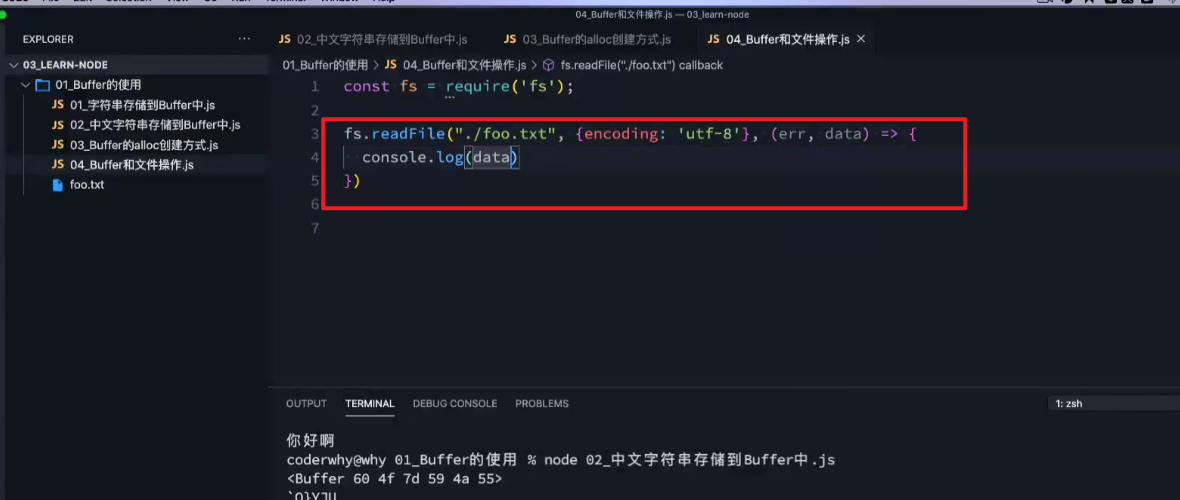 Terminal
Help
04_Buffer和文件操作.js — 03_learn-node
EXPLORER
···
JS 02_中文字符串存储到Buffer中.js
JS 03_Buffer的alloc创建方式.js
JS 04_Buffer和文件操作.js ×
03_LEARN-NODE
01_Buffer的使用
JS 01_字符串存储到Buffer中.js
JS 02_中文字符串存储到Buffer中.js
JS 03_Buffer的alloc创建方式.js
JS 04_Buffer和文件操作.js
foo.txt
01_Buffer的使用 > JS 04_Buffer和文件操作.js > fs.readFile("./foo.txt") callback
1 const fs = require('fs');
2
3 fs.readFile("./foo.txt", {encoding: 'utf-8'}, (err, data) => {
4 console.log(data)
5 })
6
7
OUTPUT TERMINAL DEBUG CONSOLE PROBLEMS
1: zsh
你好啊
coderwhy@why 01_Buffer的使用 % node 02_中文字符串存储到Buffer中.js
<Buffer 60 4f 7d 59 4a 55>
`O}YJU